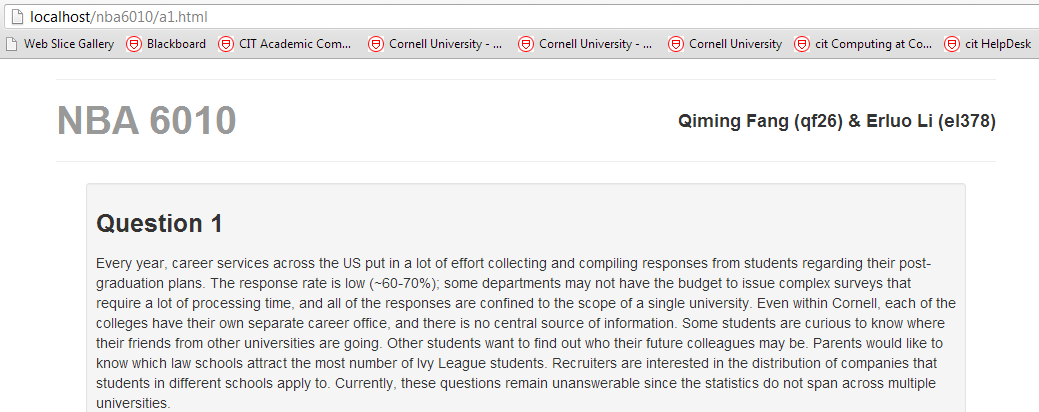 localhost/nba6010/a1.html
Web Slice Gallery Blackboard CIT Academic Com... Cornell University - ... Cornell University - ... Cornell University cit Computing at Co... cit HelpDesk
NBA 6010
Qiming Fang (qf26) & Erluo Li (el378)
Question 1
Every year, career services across the US put in a lot of effort collecting and compiling responses from students regarding their post-
graduation plans. The response rate is low (~60-70%); some departments may not have the budget to issue complex surveys that
require a lot of processing time, and all of the responses are confined to the scope of a single university. Even within Cornell, each of the
colleges have their own separate career office, and there is no central source of information. Some students are curious to know where
their friends from other universities are going. Other students want to find out who their future colleagues may be. Parents would like to
know which law schools attract the most number of Ivy League students. Recruiters are interested in the distribution of companies that
students in different schools apply to. Currently, these questions remain unanswerable since the statistics do not span across multiple
universities.